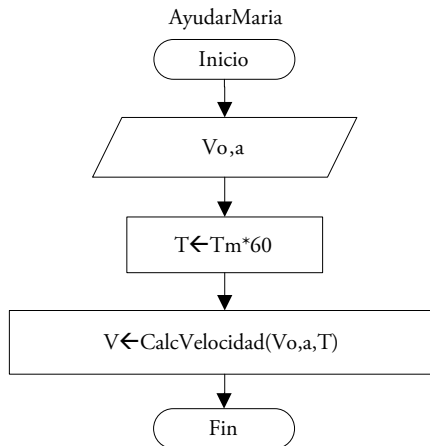 AyudarMaria
Inicio
Vo,a
T←Tm*60
V←CalcVelocidad(Vo,a,T)
Fin